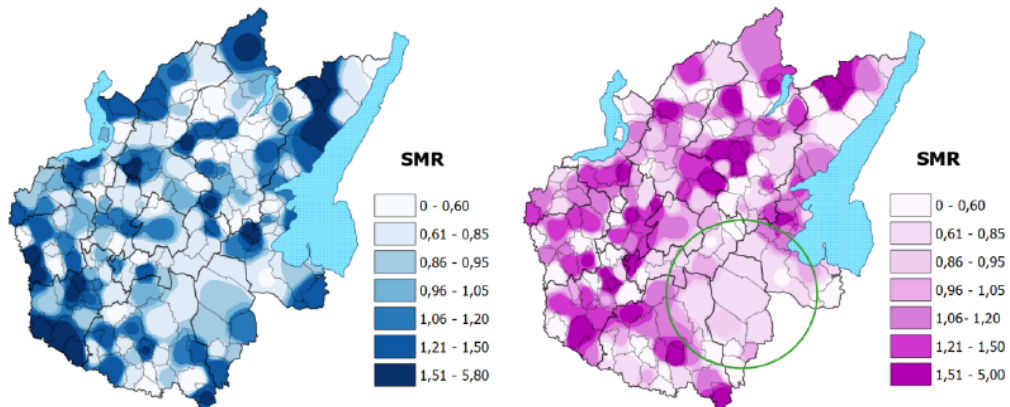 SMR
0 - 0,60
0,61 - 0,85
0,86 - 0,95
0,96 - 1,05
1,06 - 1,20
1,21 - 1,50
1,51 - 5,80
SMR
0 - 0,60
0,61 - 0,85
0,86 - 0,95
0,96 - 1,05
1,06- 1,20
1,21 - 1,50
1,51 - 5,00